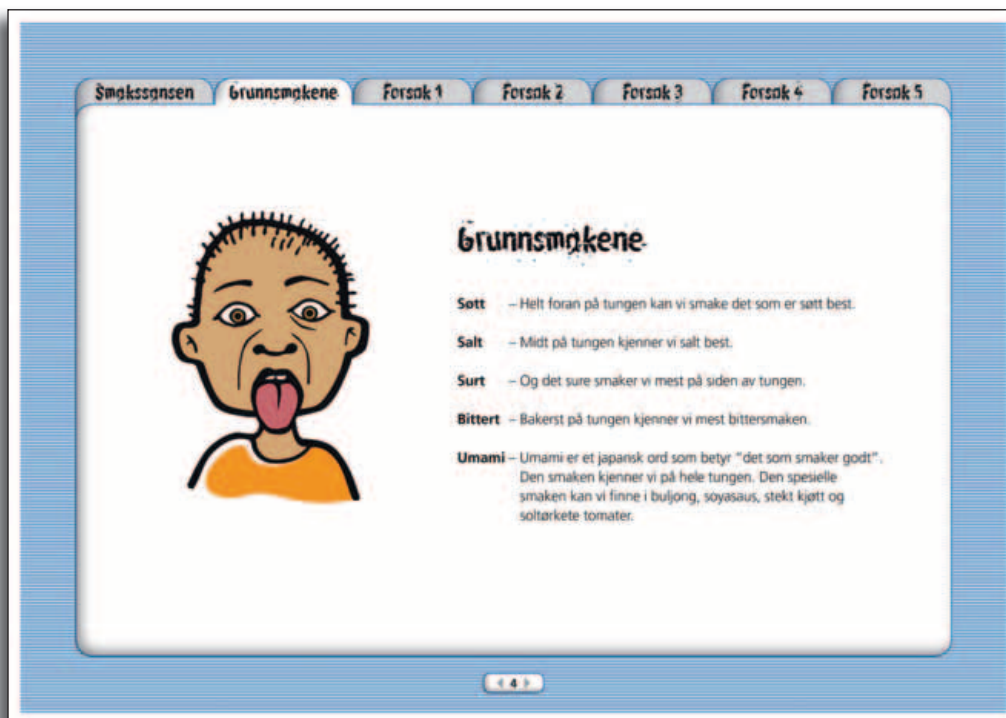 Smakssansen Grunnsmakene Forsøk 1 Forsøk 2 Forsøk 3 Forsøk 4 Forsøk 5
Grunnsmakene
Søtt – Helt foran på tungen kan vi smake det som er søtt best.
Salt – Midt på tungen kjenner vi salt best.
Surt – Og det sure smaker vi mest på siden av tungen.
Bittert – Bakerst på tungen kjenner vi mest bittersmaken.
Umami – Umami er et japansk ord som betyr "det som smaker godt".
Den smaken kjenner vi på hele tungen. Den spesielle
smaken kan vi finne i buljong, soyasaus, stekt kjøtt og
soltørkete tomater.
4